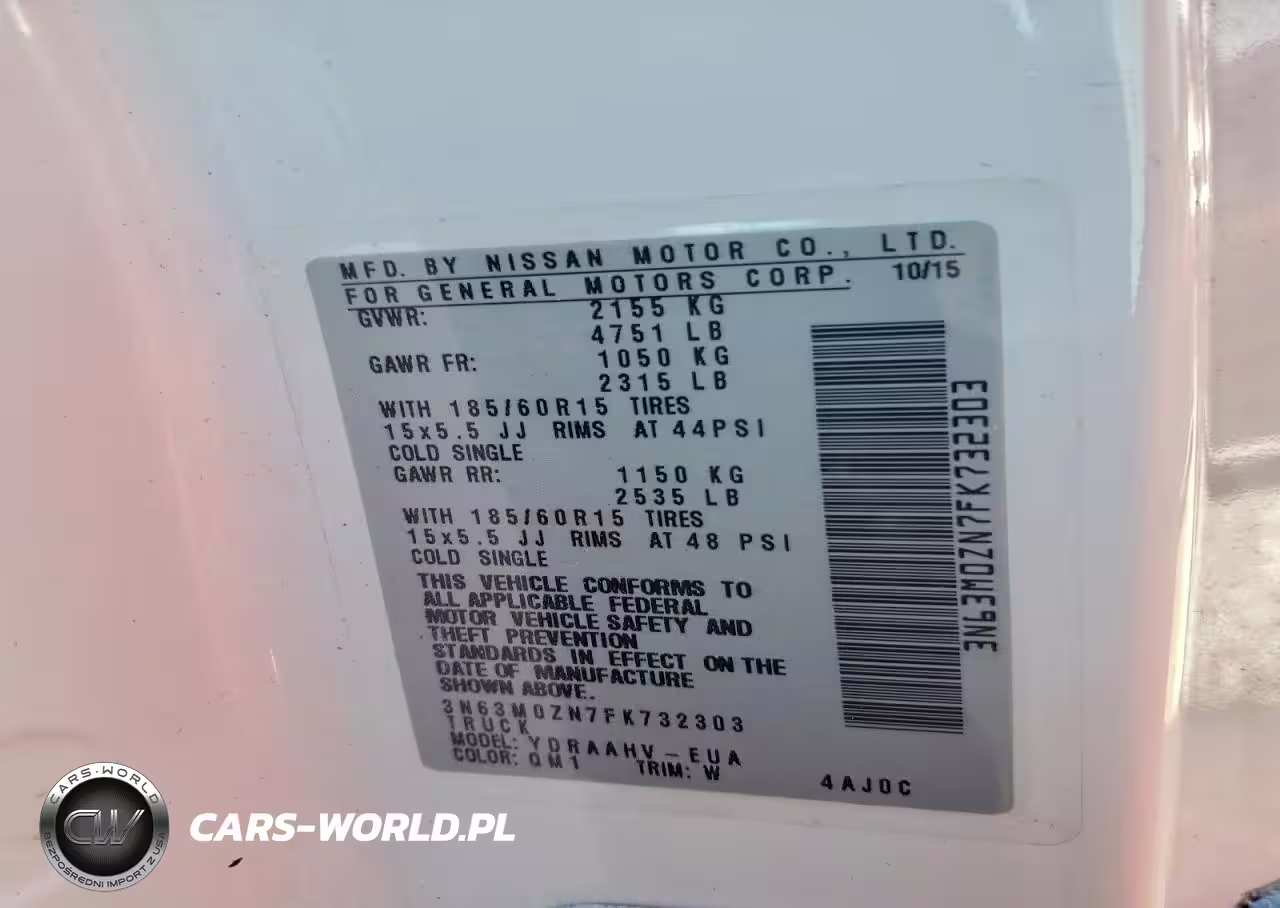 MFD. BY NISSAN MOTOR CO., LTD.
FOR GENERAL MOTORS CORP. 10/15
GVWR: 2155 KG
4751 LB
GAWR FR: 1050 KG
2315 LB
WITH 185/60R15 TIRES
15x5.5 JJ RIMS AT 44PSI
COLD SINGLE
GAWR RR: 1150 KG
2535 LB
WITH 185/60R15 TIRES
15x5.5 JJ RIMS AT 48 PSI
COLD SINGLE
THIS VEHICLE CONFORMS TO
ALL APPLICABLE FEDERAL
MOTOR VEHICLE SAFETY AND
THEFT PREVENTION
STANDARDS IN EFFECT ON THE
DATE OF MANUFACTURE
SHOWN ABOVE.
3N63M0ZN7FK732303
TRUCK
MODEL: YDRAAHV-EUA
COLOR: QM1 TRIM: W
4AJ0C
3N63M0ZN7FK732303
CARS-WORLD
CW
BEZPOŚREDNI IMPORT Z USA
CARS-WORLD.PL